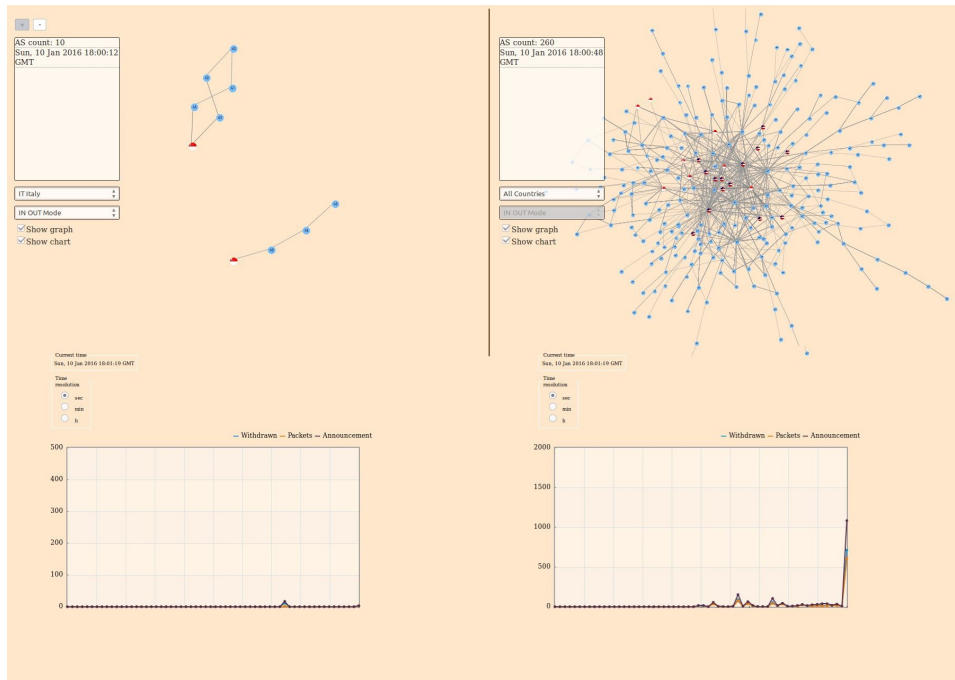 + -
AS count: 10
Sun, 10 Jan 2016 18:00:12
GMT
IT Italy
IN OUT Mode
Show graph
Show chart
Current time
Sun, 10 Jan 2016 18:01:19 GMT
Time
resolution
sec
min
h
Withdrawn Packets Announcement
500
400
300
200
100
0
AS count: 260
Sun, 10 Jan 2016 18:00:48
GMT
All Countries
IN OUT Mode
Show graph
Show chart
Current time
Sun, 10 Jan 2016 18:01:19 GMT
Time
resolution
sec
min
h
Withdrawn Packets Announcement
2000
1500
1000
500
0